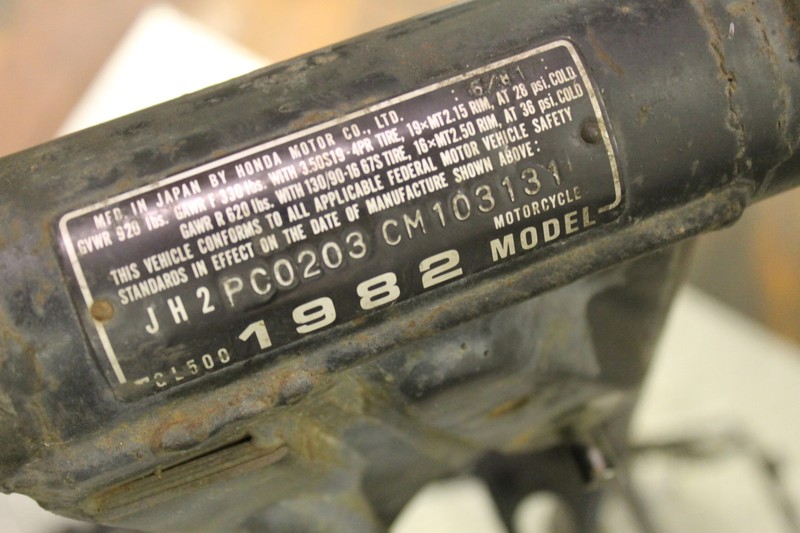 6/81
MFD. IN JAPAN BY HONDA MOTOR CO., LTD.
GVWR 920 lbs. GAWR F 330 lbs. WITH 3.50S19-4PR TIRE, 19×MT2.15 RIM, AT 28 psi. COLD
GAWR R 620 lbs. WITH 130/90-16 67S TIRE, 16×MT2.50 RIM, AT 36 psi. COLD
THIS VEHICLE CONFORMS TO ALL APPLICABLE FEDERAL MOTOR VEHICLE SAFETY
STANDARDS IN EFFECT ON THE DATE OF MANUFACTURE SHOWN ABOVE:
JH2PC0203CM103131
MOTORCYCLE
GL500 1982 MODEL